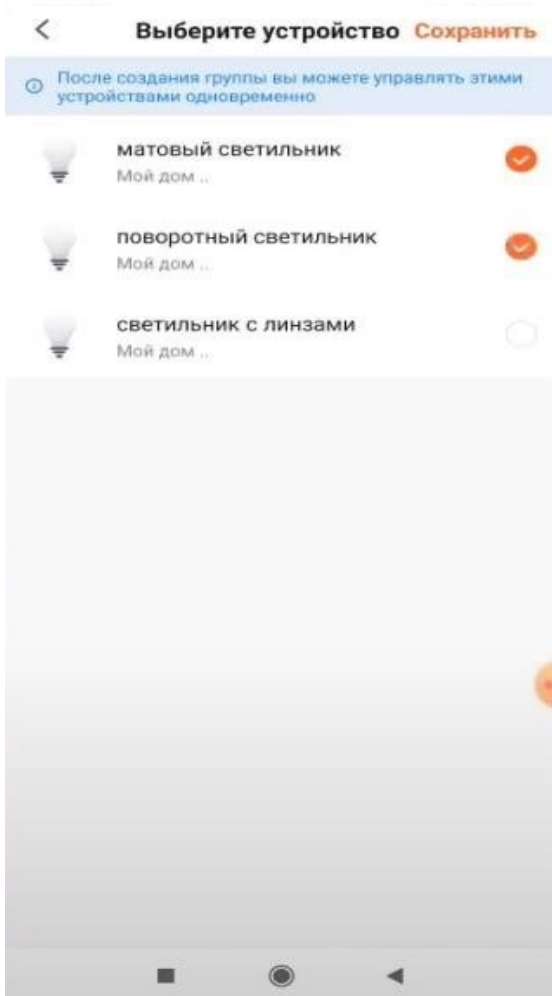 Выберите устройство Сохранить
После создания группы вы можете управлять этими
устройствами одновременно
матовый светильник
Мой дом ..
поворотный светильник
Мой дом ..
светильник с линзами
Мой дом ..